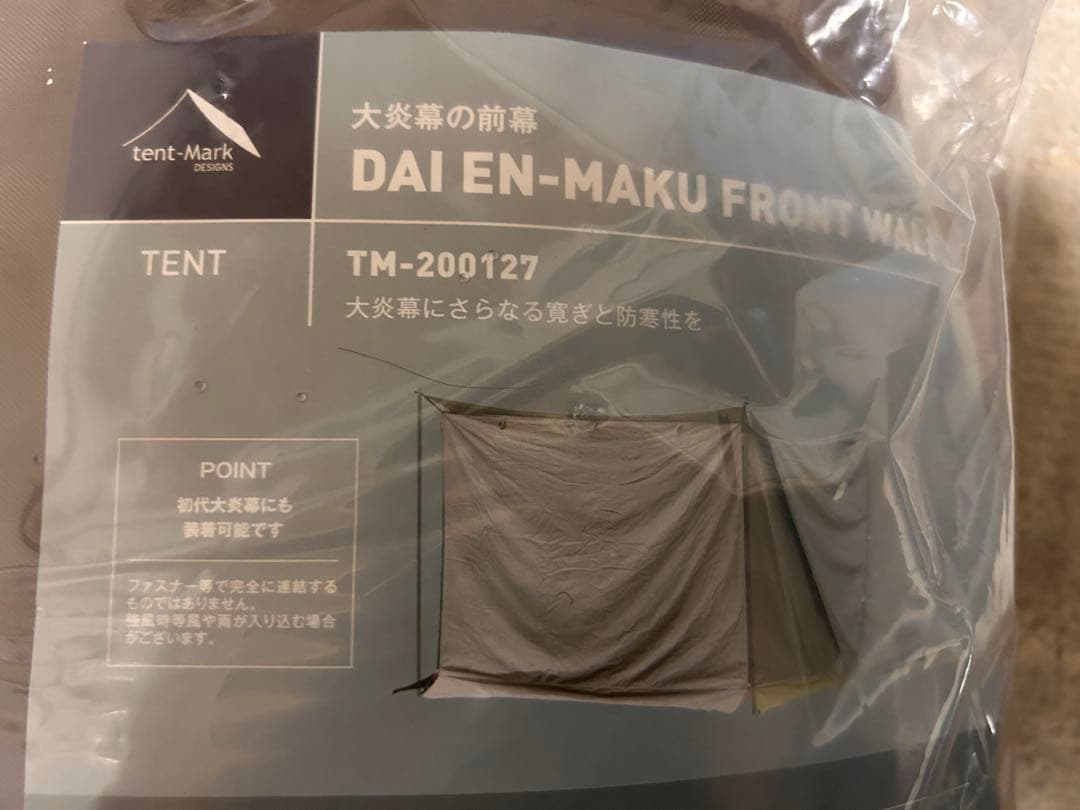 tent-Mark
DESIGNS
大炎幕の前幕
DAI EN-MAKU FRONT WALL
TENT
TM-200127
大炎幕にさらなる寛ぎと防寒性を
POINT
初代大炎幕にも
装着可能です
ファスナー等で完全に連結する
ものではありません。
強風時等風や雨が入り込む場合
がございます。